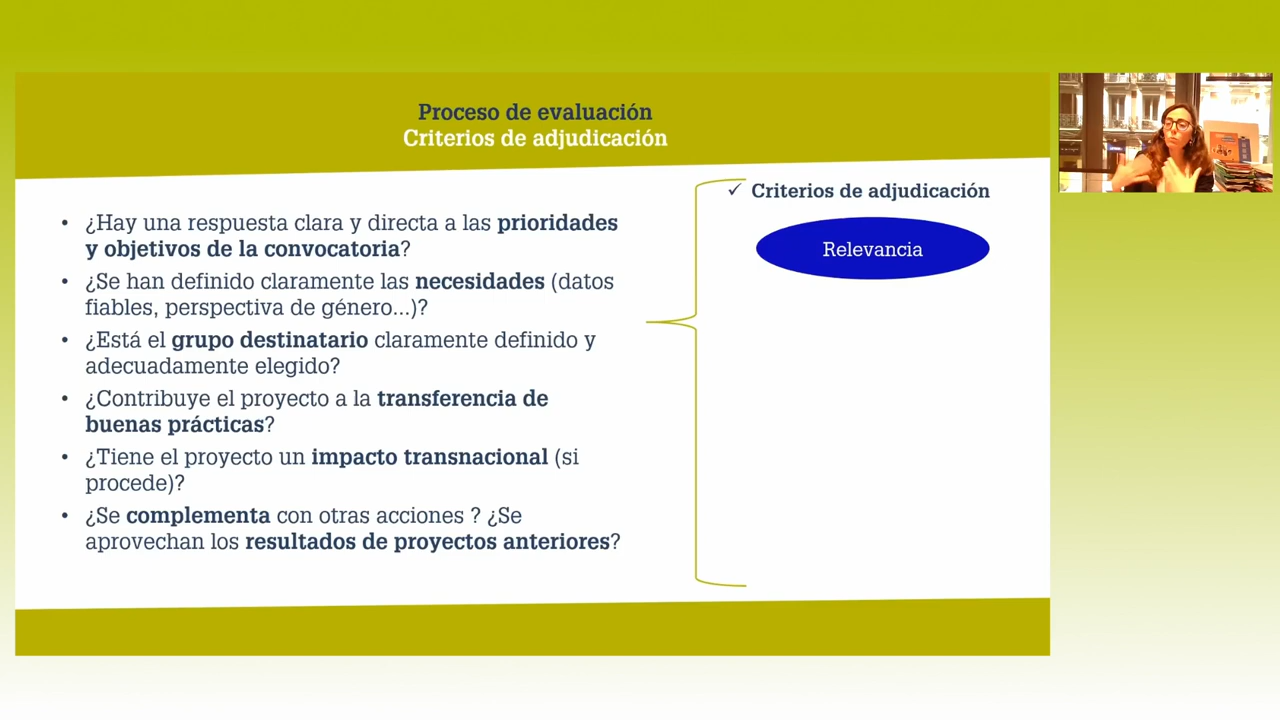 Proceso de evaluación
Criterios de adjudicación
• ¿Hay una respuesta clara y directa a las prioridades
y objetivos de la convocatoria?
• ¿Se han definido claramente las necesidades (datos
fiables, perspectiva de género...)?
• ¿Está el grupo destinatario claramente definido y
adecuadamente elegido?
• ¿Contribuye el proyecto a la transferencia de
buenas prácticas?
• ¿Tiene el proyecto un impacto transnacional (si
procede)?
• ¿Se complementa con otras acciones ? ¿Se
aprovechan los resultados de proyectos anteriores?
✓ Criterios de adjudicación
Relevancia